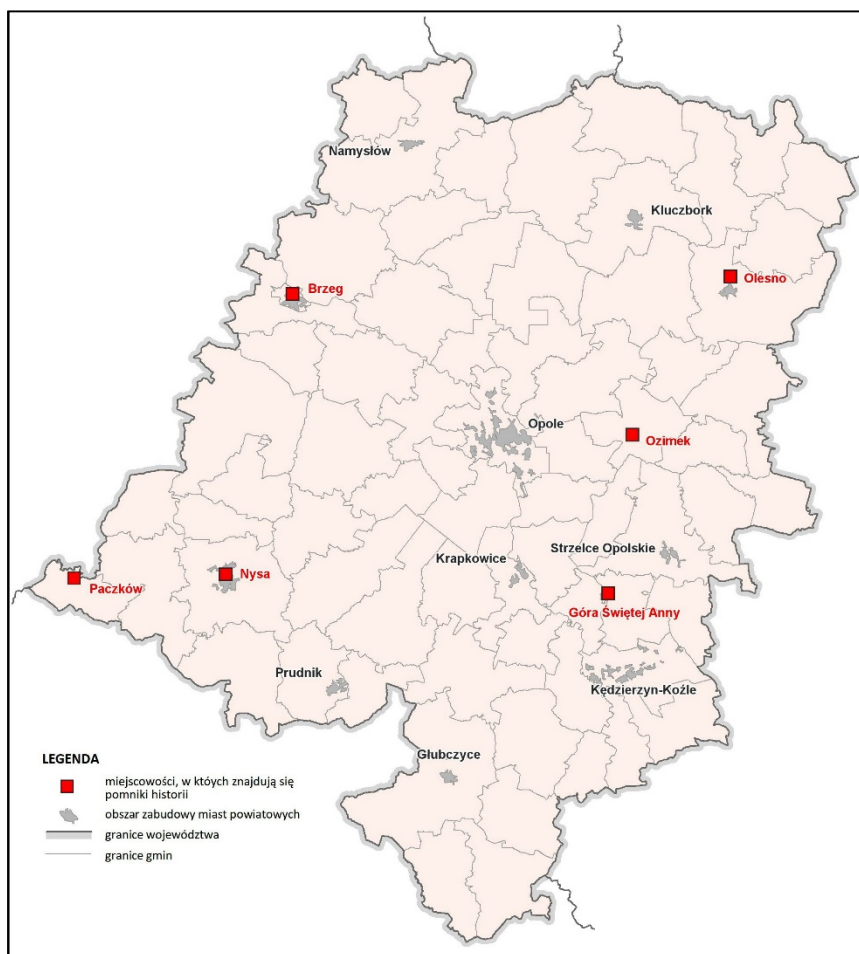 Namysłów
Kluczbork
Brzeg
Olesno
Opole
Ozimek
Strzelce Opolskie
Krapkowice
Paczków
Nysa
Góra Świętej Anny
Prudnik
Kędzierzyn-Koźle
Głubczyce
LEGENDA
miejscowości, w któych znajdują się
pomniki historii
obszar zabudowy miast powiatowych
granice województwa
granice gmin